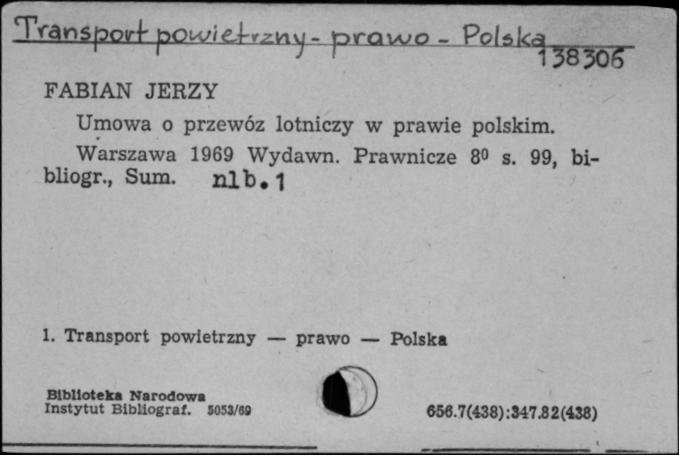 Transport powietrzny - prawo - Polska
138306
FABIAN JERZY
Umowa o przewóz lotniczy w prawie polskim.
Warszawa 1969 Wydawn. Prawnicze 8⁰ s. 99, bi-
bliogr., Sum. nlb.1
1. Transport powietrzny — prawo — Polska
Biblioteka Narodowa
Instytut Bibliograf. 5053/69
656.7(438):347.82(438)